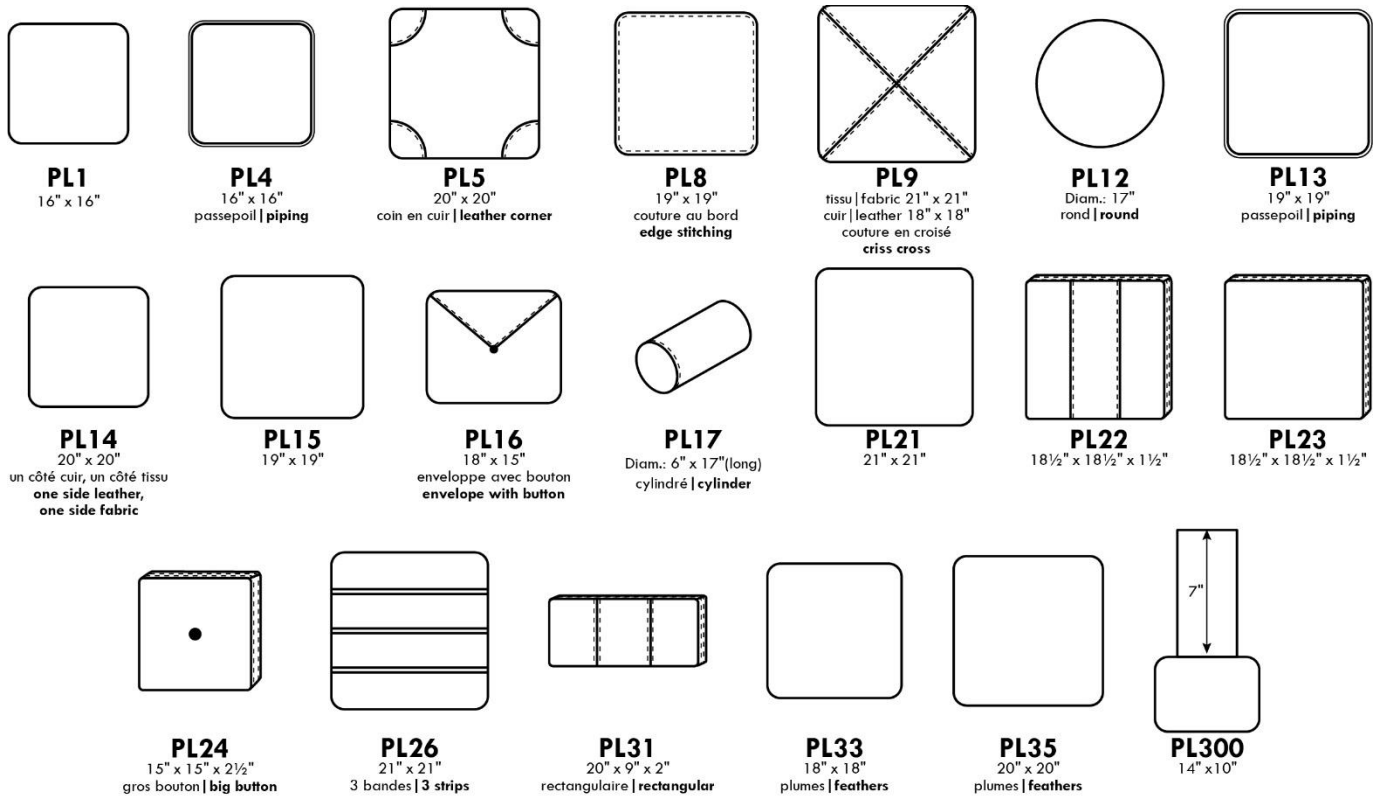 PL1
16" x 16"
PL4
16" x 16"
passepoil | piping
PL5
20" x 20"
coin en cuir | leather corner
PL8
19" x 19"
couture au bord
edge stitching
PL9
tissu | fabric 21" x 21"
cuir | leather 18" x 18"
couture en croisé
criss cross
PL12
Diam.: 17"
rond | round
PL13
19" x 19"
passepoil | piping
PL14
20" x 20"
un côté cuir, un côté tissu
one side leather,
one side fabric
PL15
19" x 19"
PL16
18" x 15"
enveloppe avec bouton
envelope with button
PL17
Diam.: 6" x 17"(long)
cylindré | cylinder
PL21
21" x 21"
PL22
18½" x 18½" x 1½"
PL23
18½" x 18½" x 1½"
PL24
15" x 15" x 2½"
gros bouton | big button
PL26
21" x 21"
3 bandes | 3 strips
PL31
20" x 9" x 2"
rectangulaire | rectangular
PL33
18" x 18"
plumes | feathers
PL35
20" x 20"
plumes | feathers
7"
PL300
14" x10"